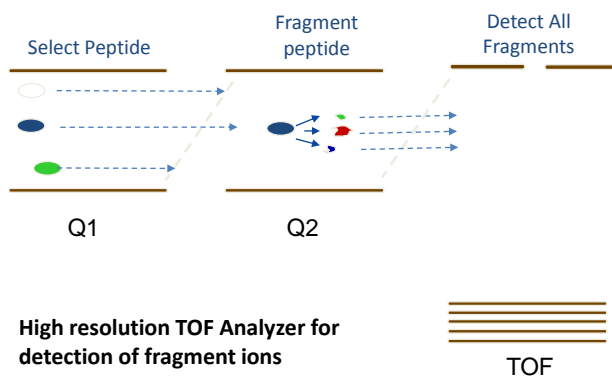 Select Peptide
Fragment
peptide
Detect All
Fragments
Q1
Q2
High resolution TOF Analyzer for
detection of fragment ions
TOF